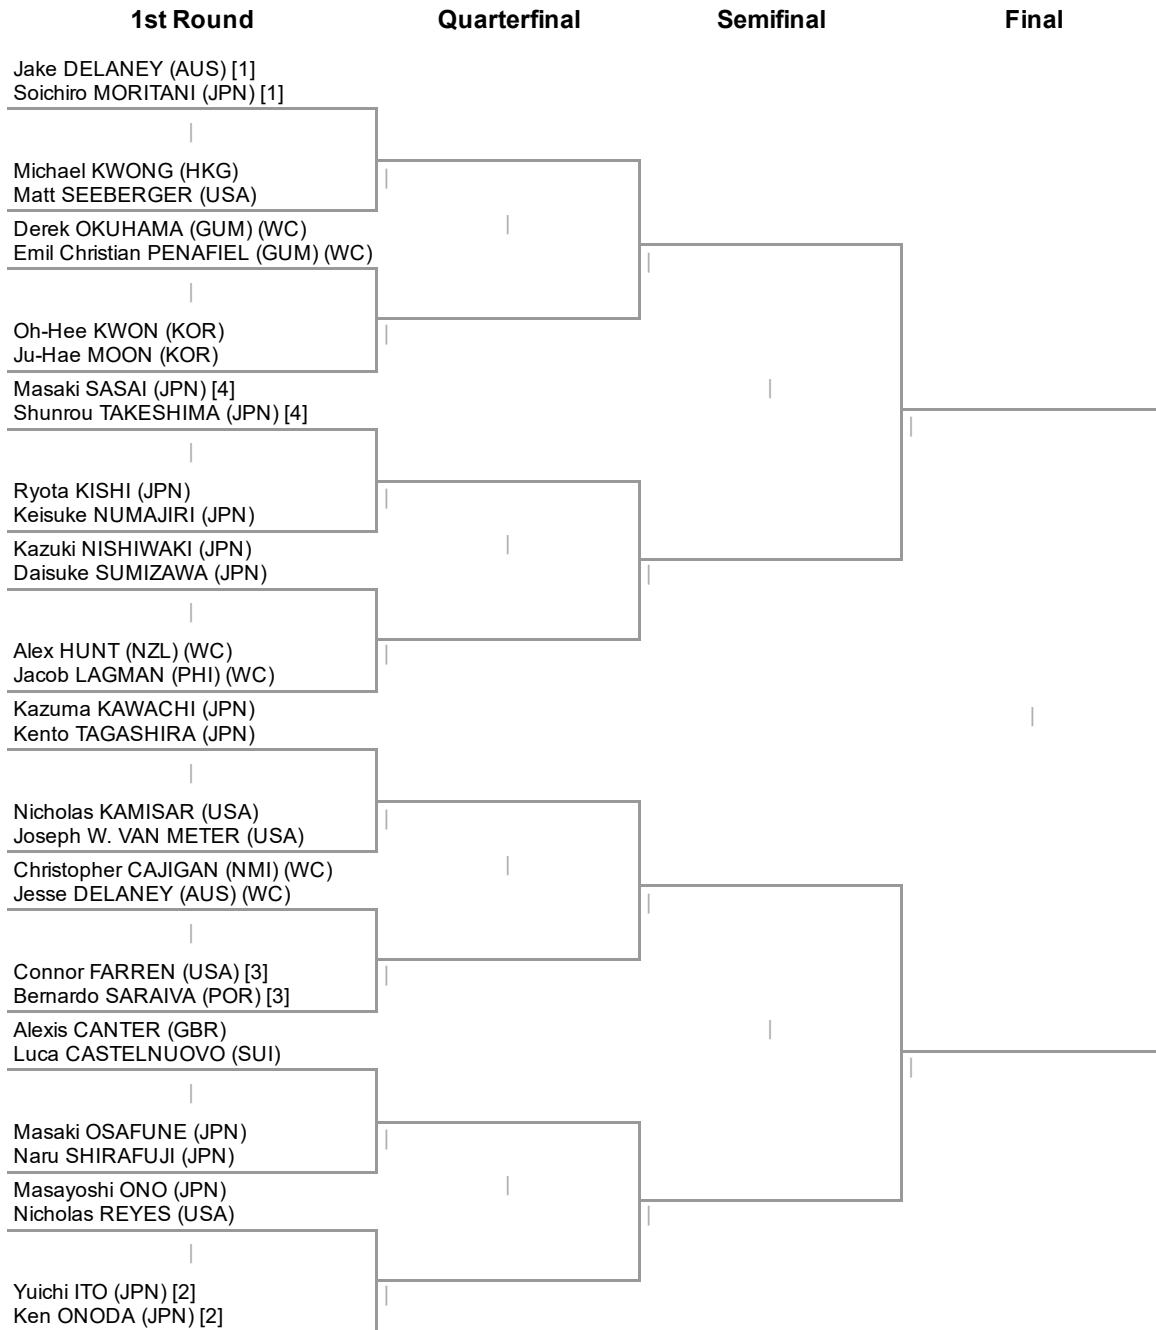 1st Round Quarterfinal Semifinal Final
Jake DELANEY (AUS) [1]
Soichiro MORITANI (JPN) [1]
Michael KWONG (HKG)
Matt SEEBERGER (USA)
Derek OKUHAMA (GUM) (WC)
Emil Christian PENAFIEL (GUM) (WC)
Oh-Hee KWON (KOR)
Ju-Hae MOON (KOR)
Masaki SASAI (JPN) [4]
Shunrou TAKESHIMA (JPN) [4]
Ryota KISHI (JPN)
Keisuke NUMAJIRI (JPN)
Kazuki NISHIWAKI (JPN)
Daisuke SUMIZAWA (JPN)
Alex HUNT (NZL) (WC)
Jacob LAGMAN (PHI) (WC)
Kazuma KAWACHI (JPN)
Kento TAGASHIRA (JPN)
Nicholas KAMISAR (USA)
Joseph W. VAN METER (USA)
Christopher CAJIGAN (NMI) (WC)
Jesse DELANEY (AUS) (WC)
Connor FARREN (USA) [3]
Bernardo SARAIVA (POR) [3]
Alexis CANTER (GBR)
Luca CASTELNUOVO (SUI)
Masaki OSAFUNE (JPN)
Naru SHIRAFUJI (JPN)
Masayoshi ONO (JPN)
Nicholas REYES (USA)
Yuichi ITO (JPN) [2]
Ken ONODA (JPN) [2]